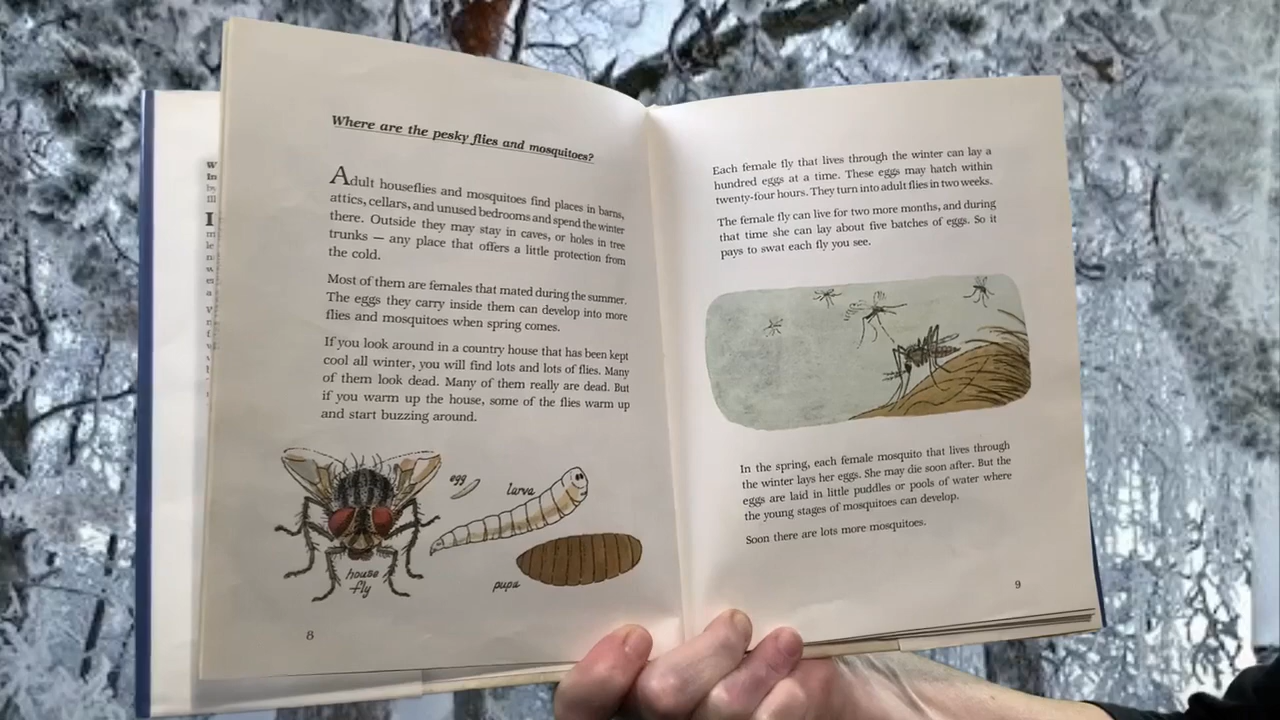 Where are the pesky flies and mosquitoes?
Adult houseflies and mosquitoes find places in barns,
attics, cellars, and unused bedrooms and spend the winter
there. Outside they may stay in caves, or holes in tree
trunks — any place that offers a little protection from
the cold.
Most of them are females that mated during the summer.
The eggs they carry inside them can develop into more
flies and mosquitoes when spring comes.
If you look around in a country house that has been kept
cool all winter, you will find lots and lots of flies. Many
of them look dead. Many of them really are dead. But
if you warm up the house, some of the flies warm up
and start buzzing around.
egg
larva
house
fly
pupa
8
Each female fly that lives through the winter can lay a
hundred eggs at a time. These eggs may hatch within
twenty-four hours. They turn into adult flies in two weeks.
The female fly can live for two more months, and during
that time she can lay about five batches of eggs. So it
pays to swat each fly you see.
In the spring, each female mosquito that lives through
the winter lays her eggs. She may die soon after. But the
eggs are laid in little puddles or pools of water where
the young stages of mosquitoes can develop.
Soon there are lots more mosquitoes.
9